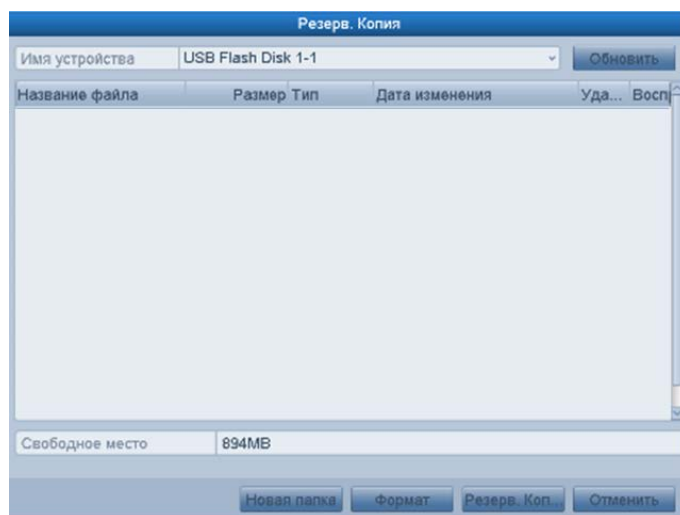 Резерв. Копия
Имя устройства USB Flash Disk 1-1 Обновить
Название файла Размер Тип Дата изменения Уда... Восп
Свободное место 894MB
Новая папка Формат Резерв. Коп... Отменить